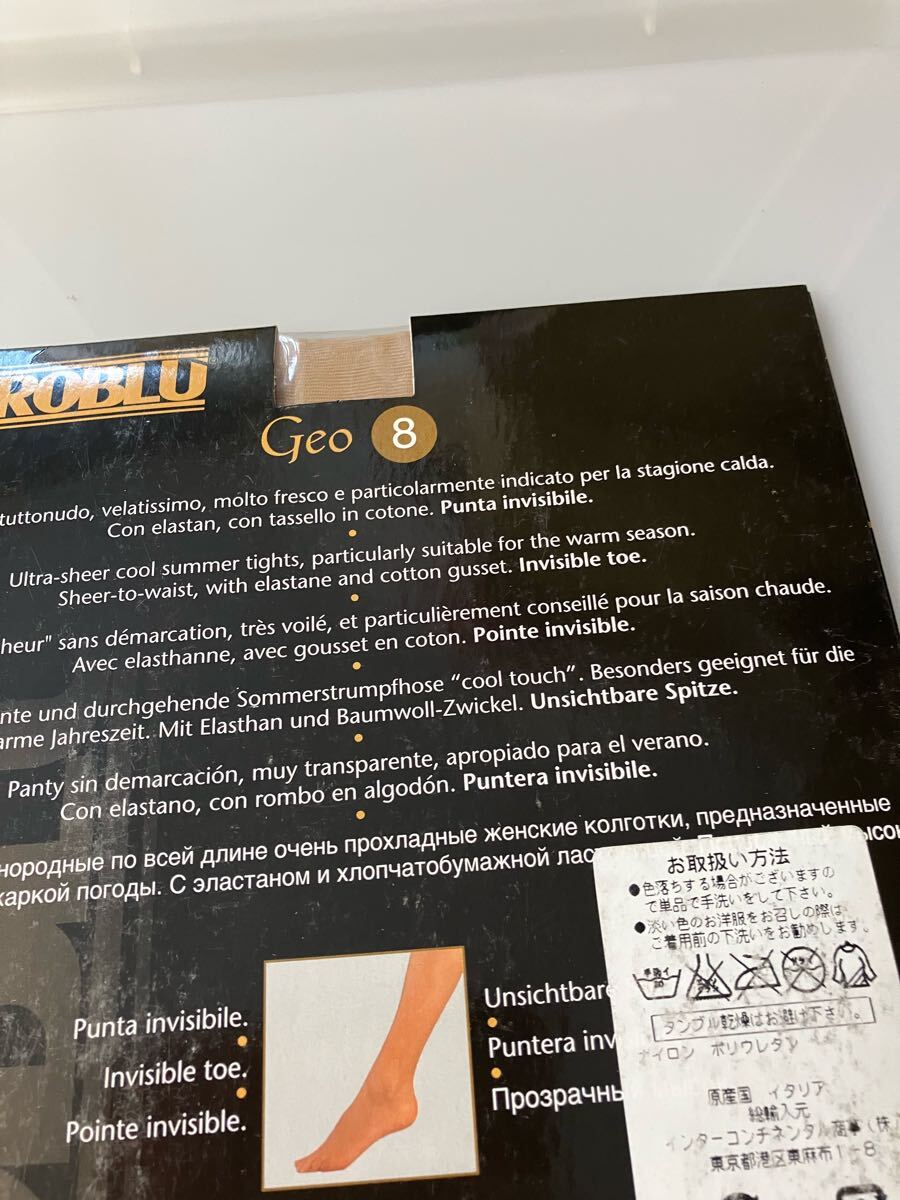 ROBLU
Geo 8
tuttonudo, velatissimo, molto fresco e particolarmente indicato per la stagione calda.
Con elastan, con tassello in cotone. Punta invisibile.
Ultra-sheer cool summer tights, particularly suitable for the warm season.
Sheer-to-waist, with elastane and cotton gusset. Invisible toe.
heur" sans démarcation, très voilé, et particulièrement conseillé pour la saison chaude.
Avec elasthanne, avec gousset en coton. Pointe invisible.
nte und durchgehende Sommerstrumpfhose “cool touch”. Besonders geeignet für die
arme Jahreszeit. Mit Elasthan und Baumwoll-Zwickel. Unsichtbare Spitze.
Panty sin demarcación, muy transparente, apropiado para el verano.
Con elastano, con rombo en algodón. Puntera invisibile.
нородные по всей длине очень прохладные женские колготки, предназначенные
жаркой погоды. С эластаном и хлопчатобумажной лас
Punta invisibile.
Invisible toe.
Pointe invisible.
Unsichtbare
Puntera inv
Прозрачнь
お取扱い方法
●色落ちする場合がございますの
で単品で手洗いをして下さい。
●淡い色のお洋服をお召しの際は
ご着用前の下洗いをお勧めします。
タンブル乾燥はお避け下さい。
ナイロン ポリウレタン
原産国 イタリア
総輸入元
インターコンチネンタル商事(株)
東京都港区東麻布1-8